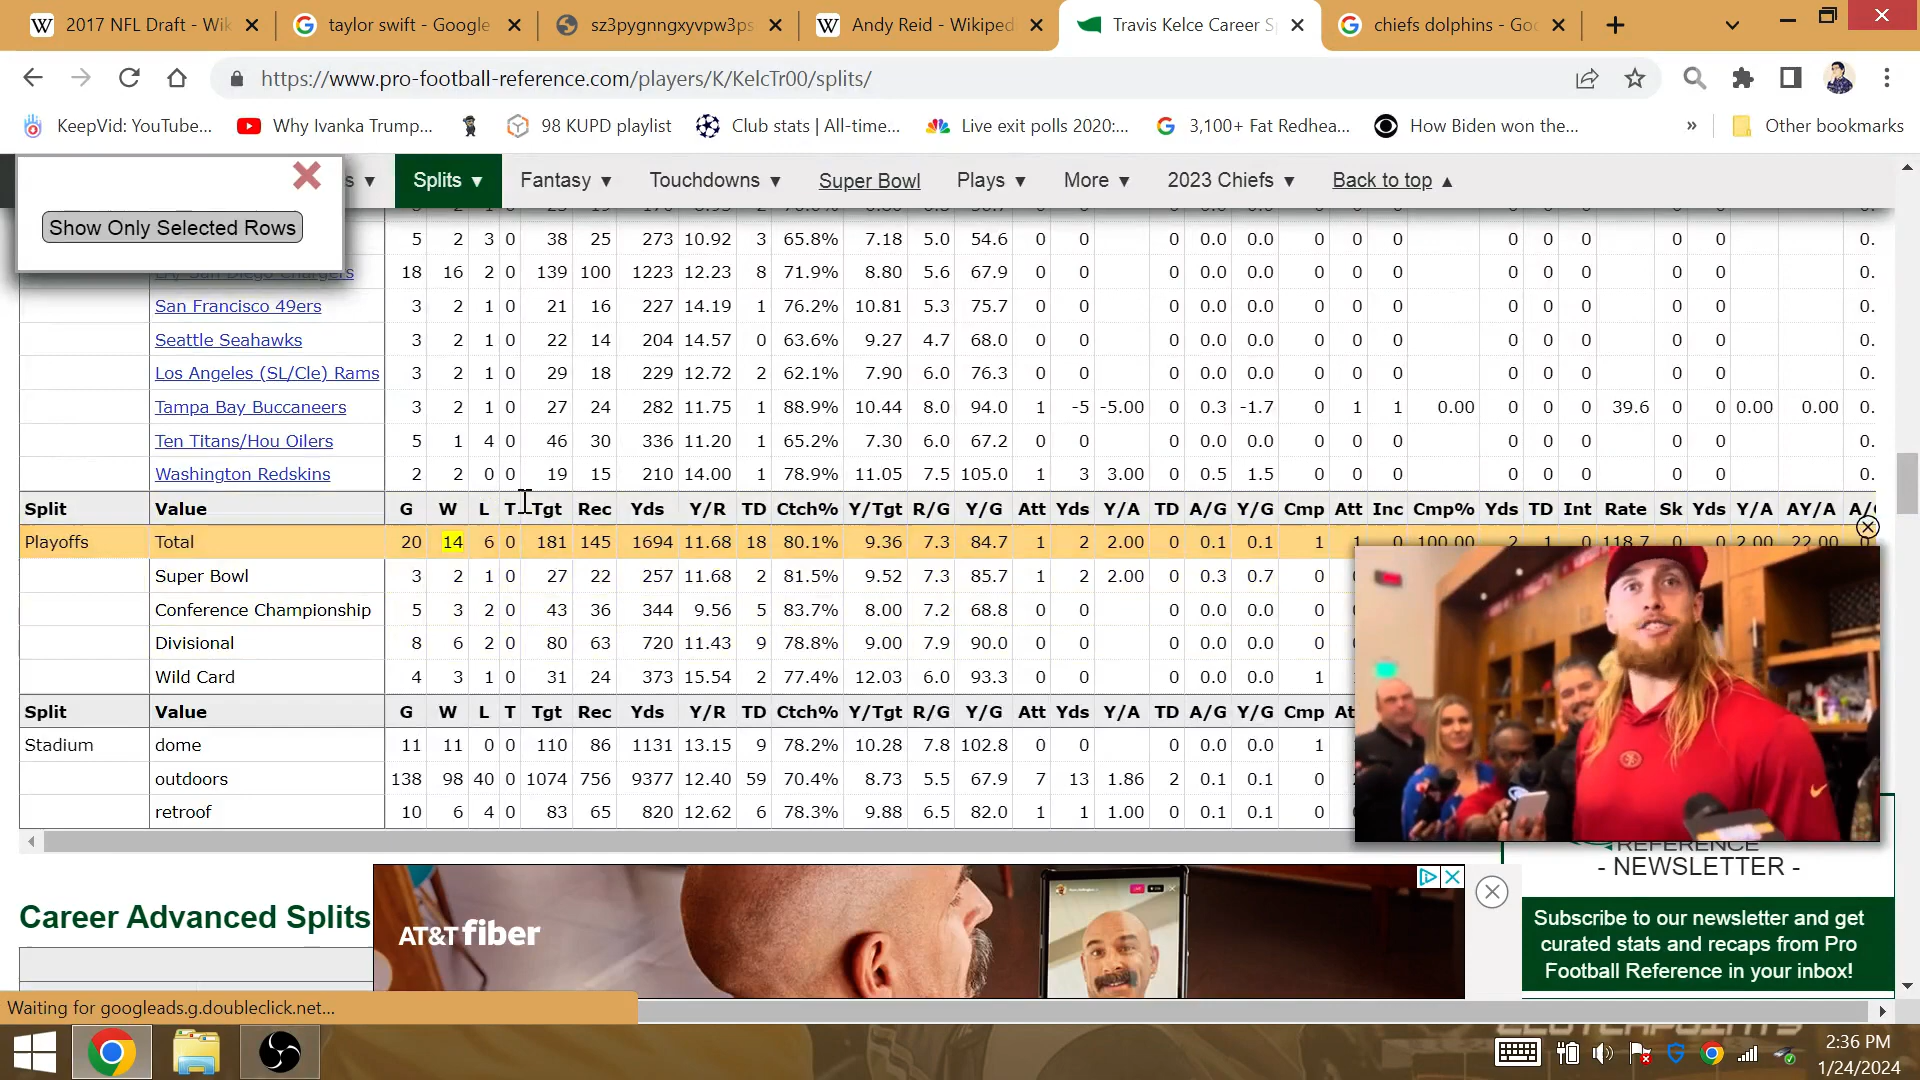 2017 NFL Draft - Wik
taylor swift - Google
sz3pygnngxyvpw3ps
Andy Reid - Wikiped
Travis Kelce Career S
chiefs dolphins - Goo
https://www.pro-football-reference.com/players/K/KelcTr00/splits/
KeepVid: YouTube...
Why Ivanka Trump...
98 KUPD playlist
Club stats | All-time...
Live exit polls 2020:...
3,100+ Fat Redhea...
How Biden won the...
»
Other bookmarks
s ▼
Splits ▼
Fantasy ▼
Touchdowns ▼
Super Bowl
Plays ▼
More ▼
2023 Chiefs ▼
Back to top ▲
Show Only Selected Rows
5 2 3 0 38 25 273 10.92 3 65.8% 7.18 5.0 54.6 0 0 0 0.0 0.0 0 0 0 0 0 0 0 0 0.
18 16 2 0 139 100 1223 12.23 8 71.9% 8.80 5.6 67.9 0 0 0 0.0 0.0 0 0 0 0 0 0 0 0 0.
San Francisco 49ers 3 2 1 0 21 16 227 14.19 1 76.2% 10.81 5.3 75.7 0 0 0 0.0 0.0 0 0 0 0 0 0 0 0 0.
Seattle Seahawks 3 2 1 0 22 14 204 14.57 0 63.6% 9.27 4.7 68.0 0 0 0 0.0 0.0 0 0 0 0 0 0 0 0 0.
Los Angeles (SL/Cle) Rams 3 2 1 0 29 18 229 12.72 2 62.1% 7.90 6.0 76.3 0 0 0 0.0 0.0 0 0 0 0 0 0 0 0 0.
Tampa Bay Buccaneers 3 2 1 0 27 24 282 11.75 1 88.9% 10.44 8.0 94.0 1 -5 -5.00 0 0.3 -1.7 0 1 1 0.00 0 0 0 39.6 0 0 0.00 0.00 0.
Ten Titans/Hou Oilers 5 1 4 0 46 30 336 11.20 1 65.2% 7.30 6.0 67.2 0 0 0 0.0 0.0 0 0 0 0 0 0 0 0 0.
Washington Redskins 2 2 0 0 19 15 210 14.00 1 78.9% 11.05 7.5 105.0 1 3 3.00 0 0.5 1.5 0 0 0 0 0 0 0 0 0.
Split Value G W L T Tgt Rec Yds Y/R TD Ctch% Y/Tgt R/G Y/G Att Yds Y/A TD A/G Y/G Cmp Att Inc Cmp% Yds TD Int Rate Sk Yds Y/A AY/A
Playoffs Total 20 14 6 0 181 145 1694 11.68 18 80.1% 9.36 7.3 84.7 1 2 2.00 0 0.1 0.1 1 1 0 100.00 2 1 0 118.7 0 0 2.00 22.00 0.
Super Bowl 3 2 1 0 27 22 257 11.68 2 81.5% 9.52 7.3 85.7 1 2 2.00 0 0.3 0.7 0
Conference Championship 5 3 2 0 43 36 344 9.56 5 83.7% 8.00 7.2 68.8 0 0 0 0.0 0.0 0
Divisional 8 6 2 0 80 63 720 11.43 9 78.8% 9.00 7.9 90.0 0 0 0 0.0 0.0 0
Wild Card 4 3 1 0 31 24 373 15.54 2 77.4% 12.03 6.0 93.3 0 0 0 0.0 0.0 1
Split Value G W L T Tgt Rec Yds Y/R TD Ctch% Y/Tgt R/G Y/G Att Yds Y/A TD A/G Y/G Cmp At
Stadium dome 11 11 0 0 110 86 1131 13.15 9 78.2% 10.28 7.8 102.8 0 0 0 0.0 0.0 1
outdoors 138 98 40 0 1074 756 9377 12.40 59 70.4% 8.73 5.5 67.9 7 13 1.86 2 0.1 0.1 0
retroof 10 6 4 0 83 65 820 12.62 6 78.3% 9.88 6.5 82.0 1 1 1.00 0 0.1 0.1 0
REFERENCE
- NEWSLETTER -
Subscribe to our newsletter and get
curated stats and recaps from Pro
Football Reference in your inbox!
Career Advanced Splits
AT&T fiber
Waiting for googleads.g.doubleclick.net...
2:36 PM
1/24/2024